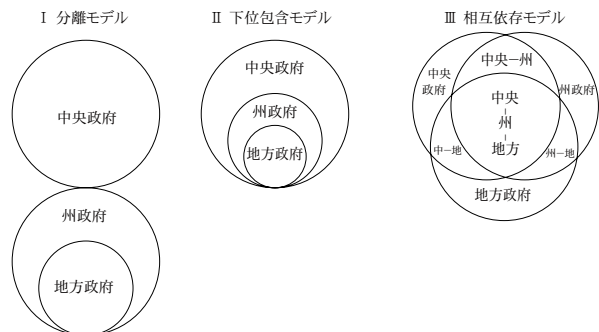 Ⅰ 分離モデル
中央政府
州政府
地方政府
Ⅱ 下位包含モデル
中央政府
州政府
地方政府
Ⅲ 相互依存モデル
中央−州
中央
政府
州政府
中央
−
州
−
地方
中−地
州−地
地方政府